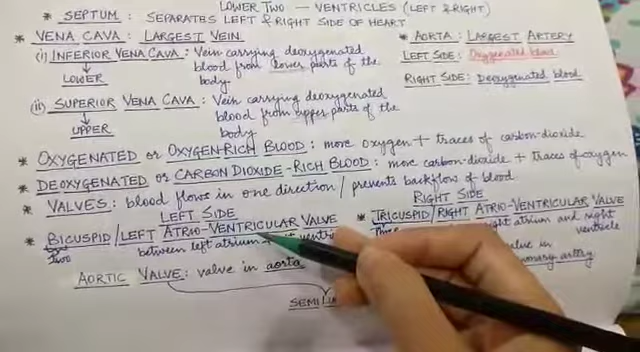 LOWER TWO — VENTRICLES (LEFT & RIGHT)
* SEPTUM : SEPARATES LEFT & RIGHT SIDE OF HEART
* VENA CAVA : LARGEST VEIN
(i) INFERIOR VENA CAVA : Vein carrying deoxygenated
blood from lower parts of the
LOWER
body
(ii) SUPERIOR VENA CAVA : Vein carrying deoxygenated
blood from upper parts of the
UPPER
body
* AORTA : LARGEST ARTERY
LEFT SIDE : Oxygenated blood
RIGHT SIDE : Deoxygenated blood
* OXYGENATED or OXYGEN-RICH BLOOD : more oxygen + traces of carbon-dioxide
* DEOXYGENATED or CARBON DIOXIDE-RICH BLOOD : more carbon-dioxide + traces of oxygen
* VALVES : blood flows in one direction / prevents backflow of blood
LEFT SIDE
* BICUSPID / LEFT ATRIO-VENTRICULAR VALVE
Two
between left atrium
AORTIC VALVE : valve in aorta
RIGHT SIDE
* TRICUSPID / RIGHT ATRIO-VENTRICULAR VALVE
right atrium and right
ventricle
valve in
artery
SEMI